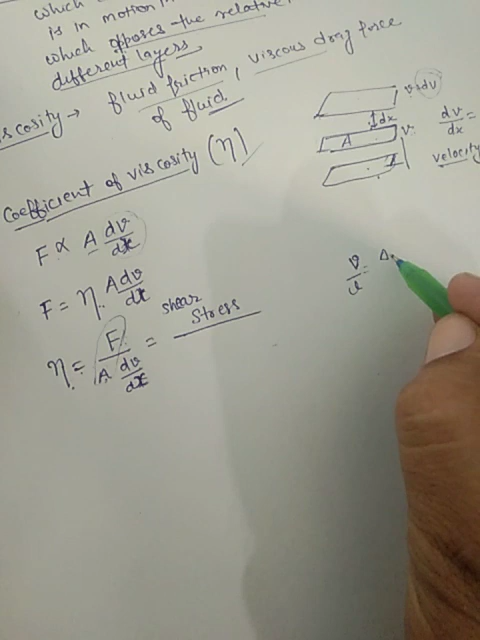 which
is in motion
which opposes the relative
different layers
viscosity → fluid friction, viscous drag force
of fluid.
v+dv
dx
A
v
dv/dx =
velocity
Coefficient of viscosity (η)
F ∝ A dv/dx
F = η. A dv/dx
η = F / A dv/dx = shear stress